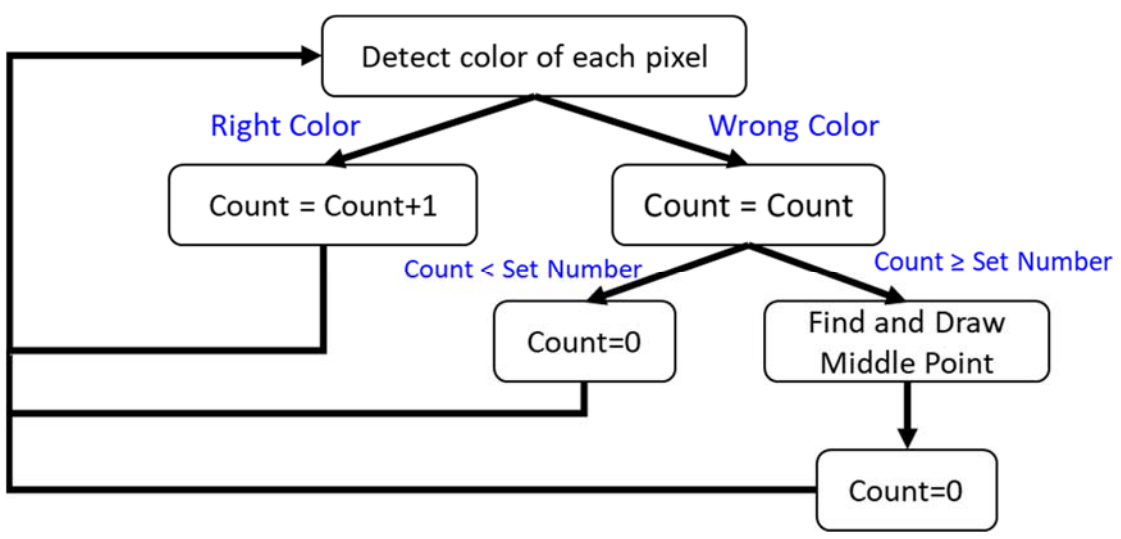 Detect color of each pixel
Right Color
Wrong Color
Count = Count+1
Count = Count
Count < Set Number
Count ≥ Set Number
Count=0
Find and Draw
Middle Point
Count=0